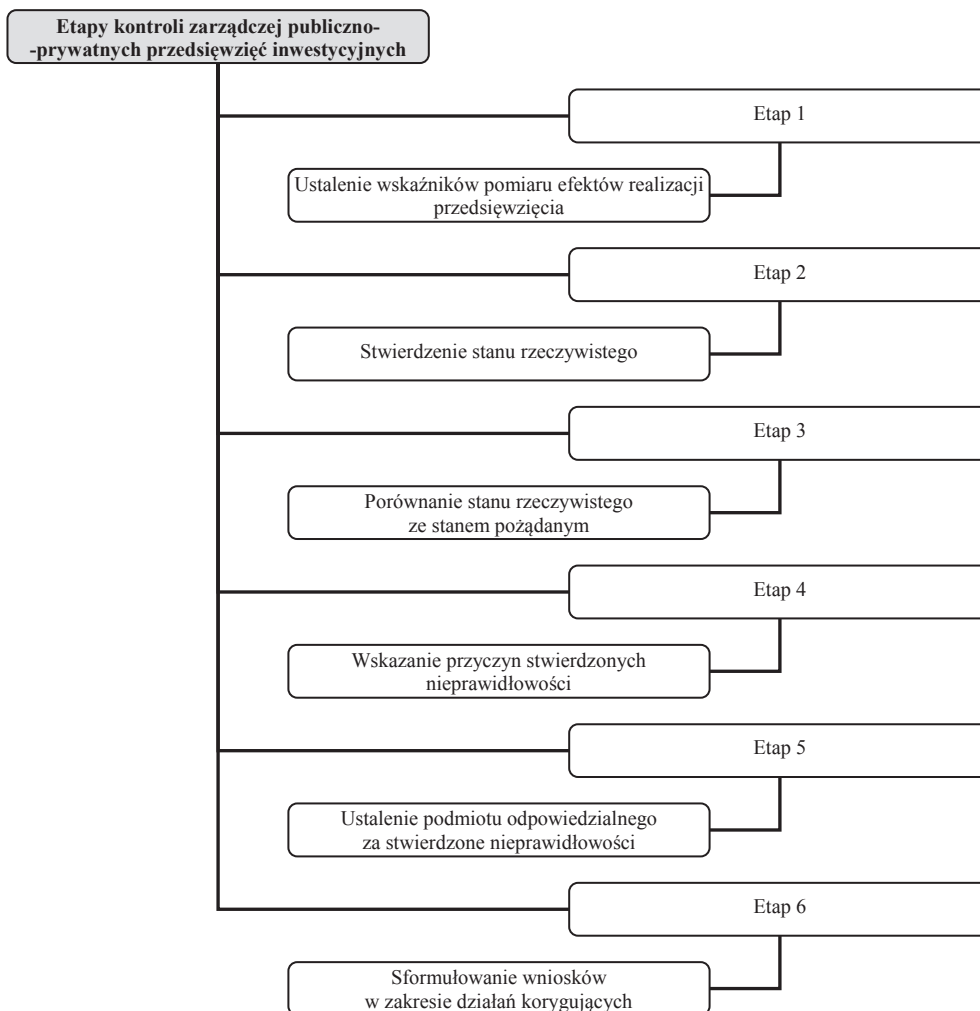 Etapy kontroli zarządczej publiczno-
-prywatnych przedsięwzięć inwestycyjnych
Etap 1
Ustalenie wskaźników pomiaru efektów realizacji
przedsięwzięcia
Etap 2
Stwierdzenie stanu rzeczywistego
Etap 3
Porównanie stanu rzeczywistego
ze stanem pożądanym
Etap 4
Wskazanie przyczyn stwierdzonych
nieprawidłowości
Etap 5
Ustalenie podmiotu odpowiedzialnego
za stwierdzone nieprawidłowości
Etap 6
Sformułowanie wniosków
w zakresie działań korygujących